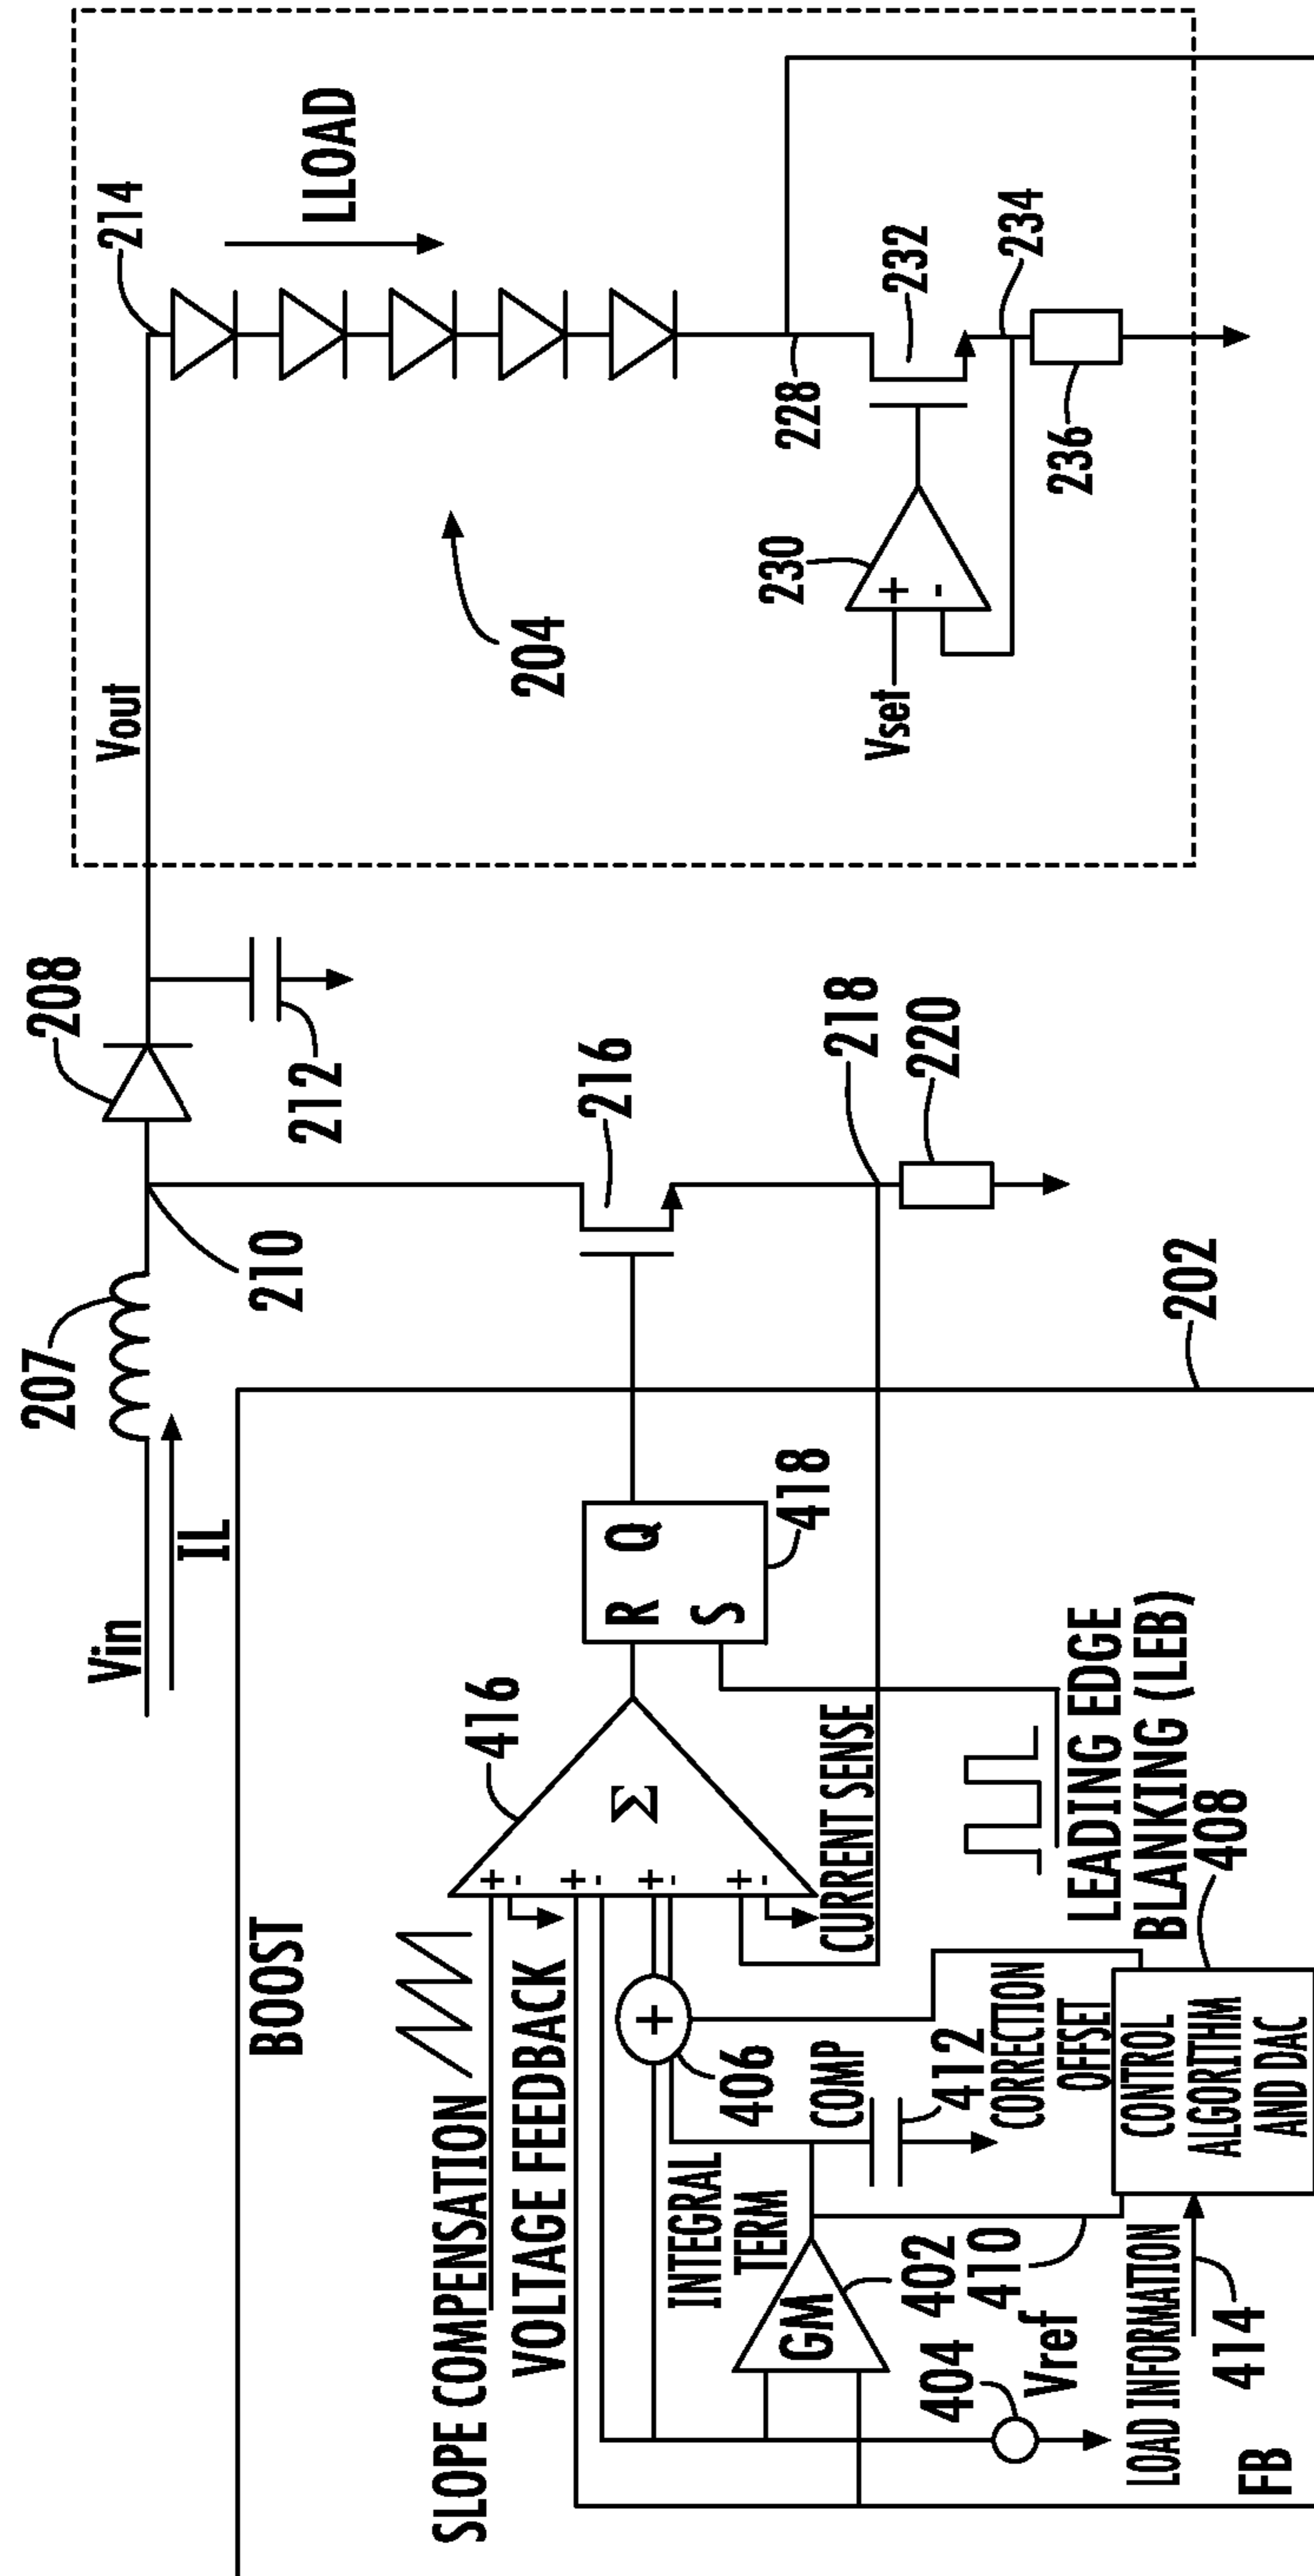 Vin
IL
207
210
208
212
Vout
214
LLOAD
204
228
232
230
+
-
Vset
234
236
216
218
220
202
BOOST
SLOPE COMPENSATION
VOLTAGE FEEDBACK
416
Σ
+
-
+
-
+
-
+
-
R Q
S
418
CURRENT SENSE
LEADING EDGE
BLANKING (LEB)
+
406
INTEGRAL
TERM
COMP
412
GM
402
410
404
Vref
CORRECTION
OFFSET
CONTROL
ALGORITHM
AND DAC
408
LOAD INFORMATION
414
FB